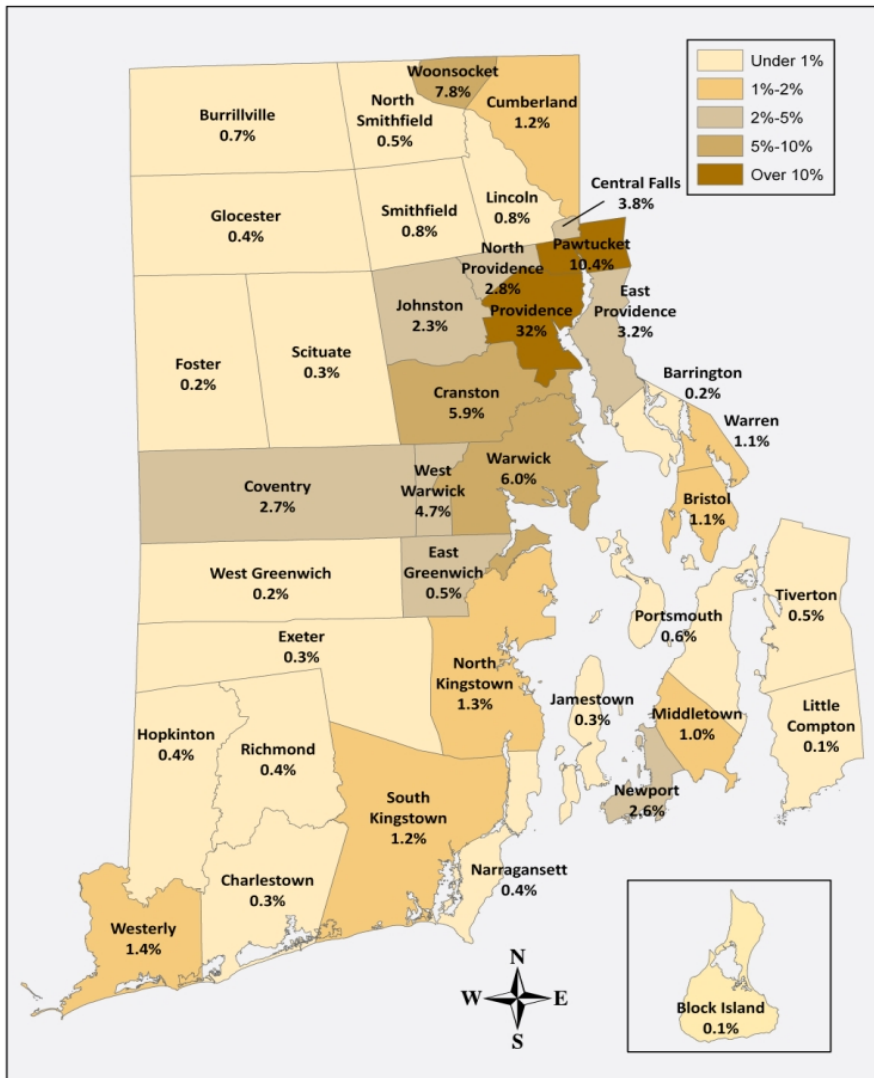 Under 1%
1%-2%
2%-5%
5%-10%
Over 10%
Woonsocket
7.8%
Cumberland
1.2%
Burrillville
0.7%
North
Smithfield
0.5%
Central Falls
3.8%
Glocester
0.4%
Smithfield
0.8%
Lincoln
0.8%
Pawtucket
10.4%
North
Providence
2.8%
Johnston
2.3%
Providence
32%
East
Providence
3.2%
Foster
0.2%
Scituate
0.3%
Cranston
5.9%
Barrington
0.2%
Warren
1.1%
Coventry
2.7%
West
Warwick
4.7%
Warwick
6.0%
Bristol
1.1%
West Greenwich
0.2%
East
Greenwich
0.5%
Portsmouth
0.6%
Tiverton
0.5%
Exeter
0.3%
North
Kingstown
1.3%
Jamestown
0.3%
Middletown
1.0%
Little
Compton
0.1%
Hopkinton
0.4%
Richmond
0.4%
South
Kingstown
1.2%
Newport
2.6%
Charlestown
0.3%
Narragansett
0.4%
Westerly
1.4%
N
W
E
S
Block Island
0.1%